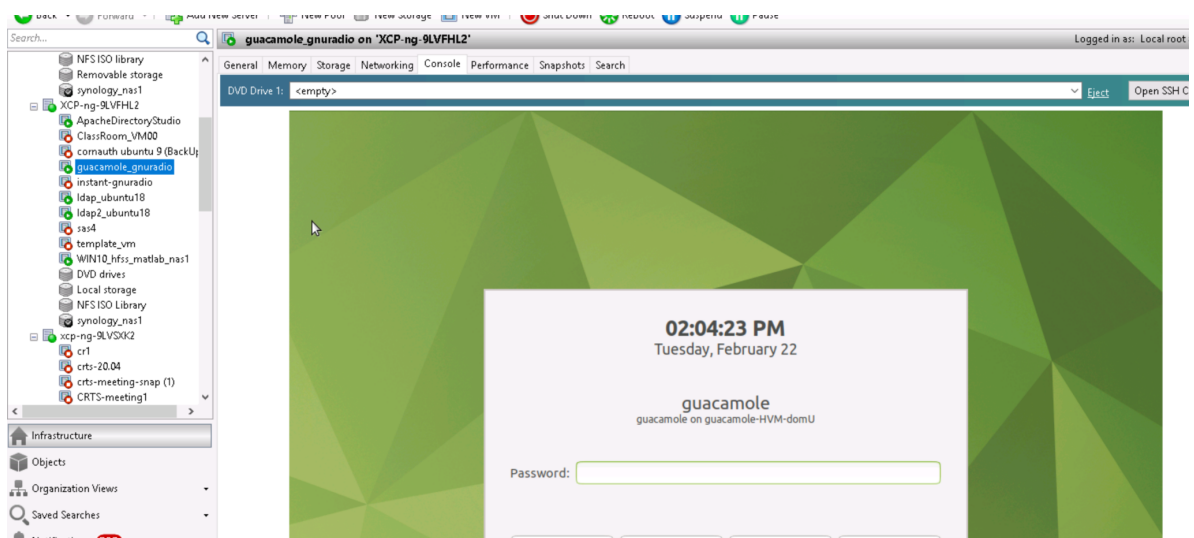 Back Forward Add New Server New Pool New Storage New VM Shut Down Reboot Suspend Pause
Search...
guacamole_gnuradio on 'XCP-ng-9LVFHL2'
Logged in as: Local root
NFS ISO library
Removable storage
synology_nas1
XCP-ng-9LVFHL2
ApacheDirectoryStudio
ClassRoom_VM00
cornauth ubuntu 9 (BackUp
guacamole_gnuradio
instant-gnuradio
ldap_ubuntu18
ldap2_ubuntu18
sas4
template_vm
WIN10_hfss_matlab_nas1
DVD drives
Local storage
NFS ISO Library
synology_nas1
xcp-ng-9LVSXK2
cr1
crts-20.04
crts-meeting-snap (1)
CRTS-meeting1
Infrastructure
Objects
Organization Views
Saved Searches
General Memory Storage Networking Console Performance Snapshots Search
DVD Drive 1: <empty> Eject Open SSH C
02:04:23 PM
Tuesday, February 22
guacamole
guacamole on guacamole-HVM-domU
Password: